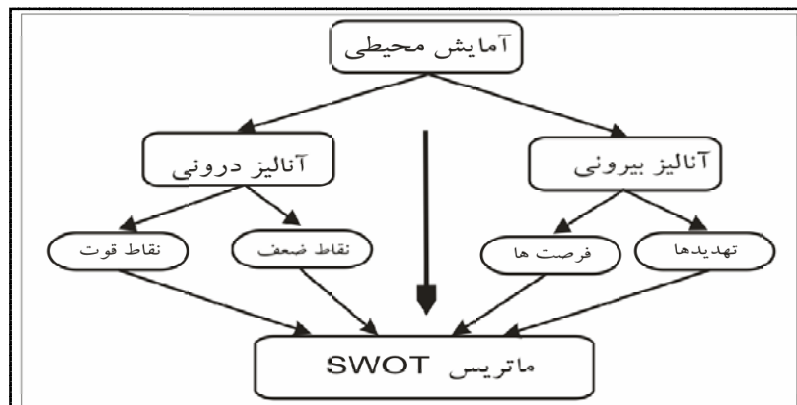 آمایش محیطی
آنالیز بیرونی
آنالیز درونی
تهدیدها
فرصت ها
نقاط ضعف
نقاط قوت
ماتریس SWOT